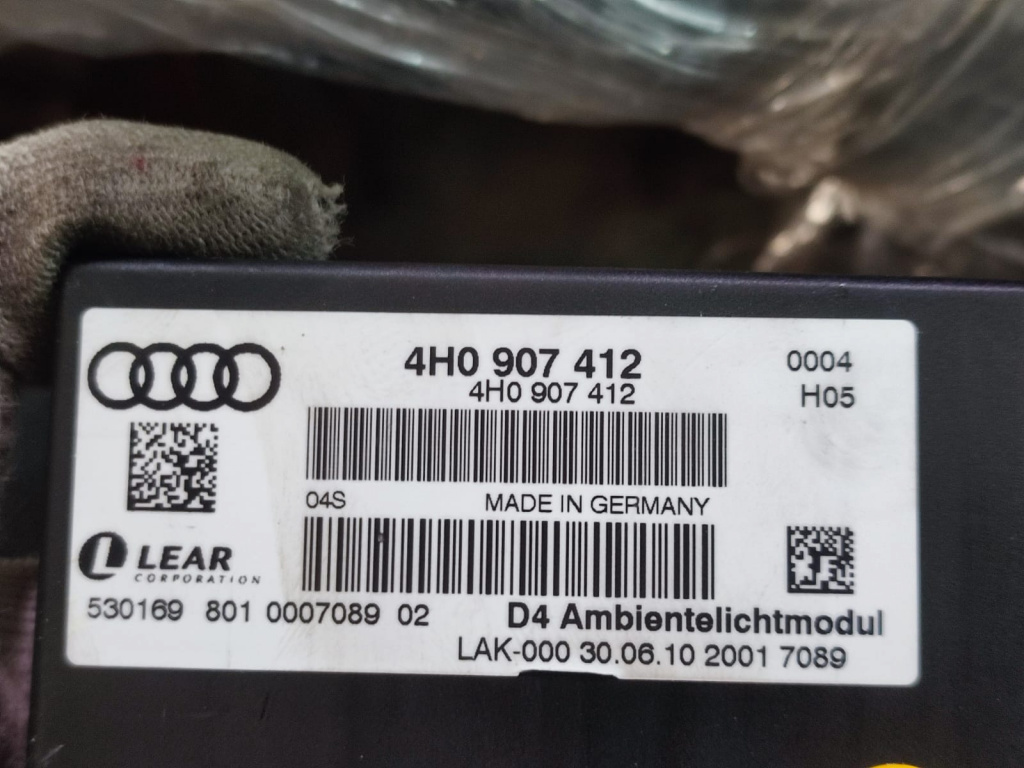 4H0 907 412 0004
4H0 907 412 H05
04S MADE IN GERMANY
LEAR
CORPORATION
530169 801 0007089 02 D4 Ambientelichtmodul
LAK-000 30.06.10 2001 7089